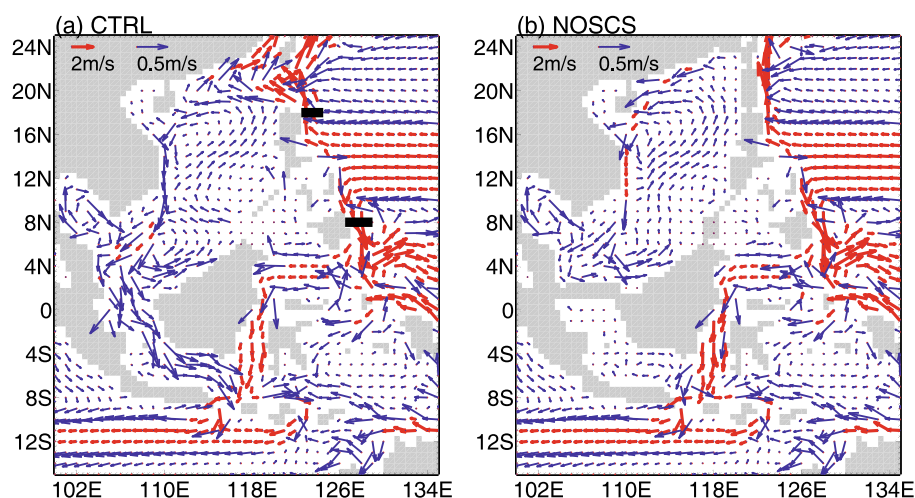 (a) CTRL
(b) NOSCS
2m/s
0.5m/s
2m/s
0.5m/s
24N
20N
16N
12N
8N
4N
0
4S
8S
12S
24N
20N
16N
12N
8N
4N
0
4S
8S
12S
102E 110E 118E 126E 134E
102E 110E 118E 126E 134E